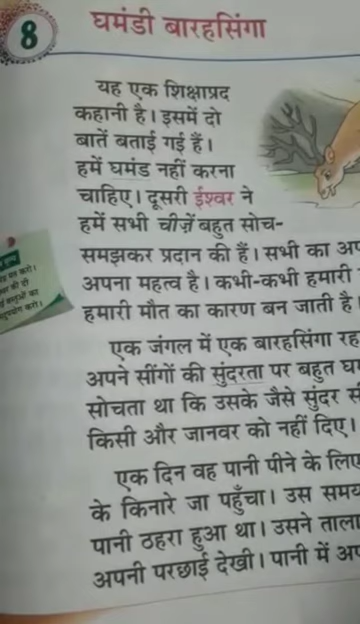 8
घमंडी बारहसिंगा
यह एक शिक्षाप्रद
कहानी है। इसमें दो
बातें बताई गई हैं।
हमें घमंड नहीं करना
चाहिए। दूसरी ईश्वर ने
हमें सभी चीज़ें बहुत सोच-
समझकर प्रदान की हैं। सभी का
अपना महत्व है। कभी-कभी हमारी
हमारी मौत का कारण बन जाती है।
एक जंगल में एक बारहसिंगा
अपने सींगों की सुंदरता पर बहुत
सोचता था कि उसके जैसे सुंदर
किसी और जानवर को नहीं दिए।
एक दिन वह पानी पीने के लिए
के किनारे जा पहुँचा। उस समय
पानी ठहरा हुआ था। उसने
अपनी परछाई देखी। पानी में